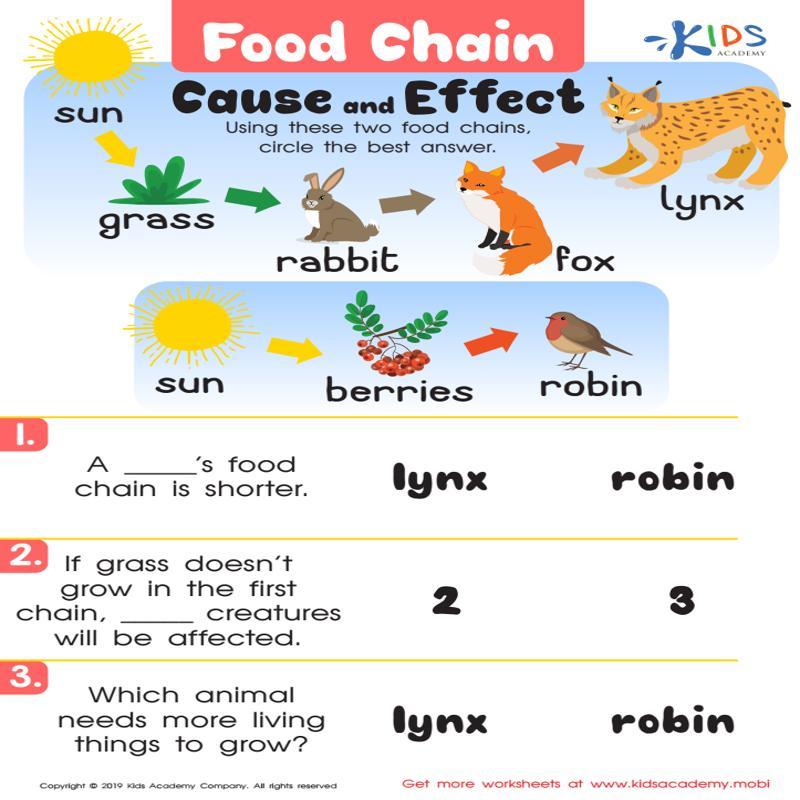 Food Chain
KIDS
ACADEMY
Cause and Effect
Using these two food chains,
circle the best answer.
sun
grass
rabbit
fox
lynx
sun
berries
robin
1.
A _____'s food
chain is shorter.
lynx
robin
2.
If grass doesn't
grow in the first
chain, _____ creatures
will be affected.
2
3
3.
Which animal
needs more living
things to grow?
lynx
robin
Copyright © 2019 Kids Academy Company. All rights reserved
Get more worksheets at www.kidsacademy.mobi